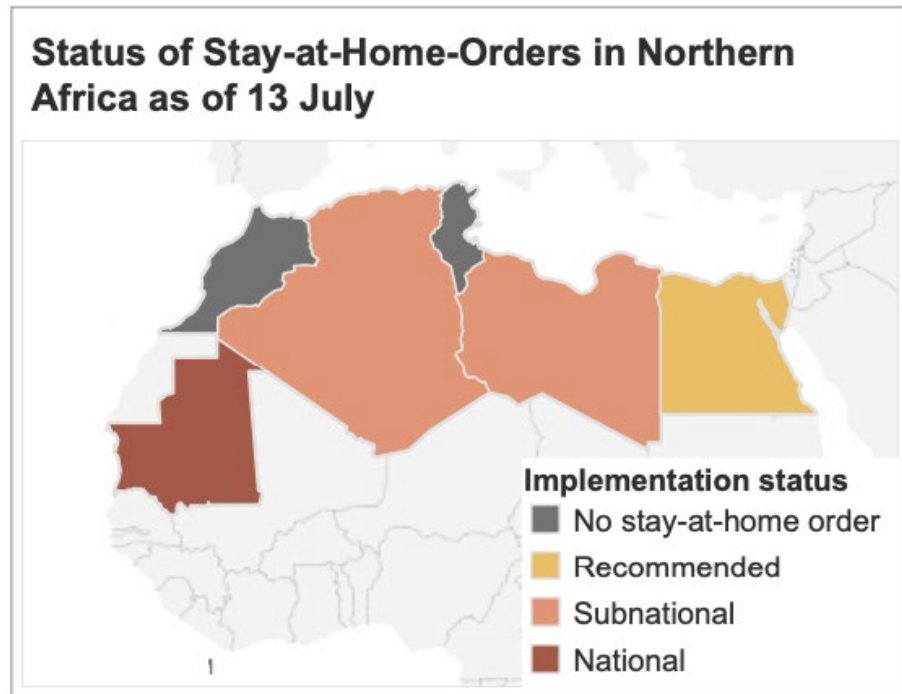 Status of Stay-at-Home-Orders in Northern
Africa as of 13 July
Implementation status
No stay-at-home order
Recommended
Subnational
National